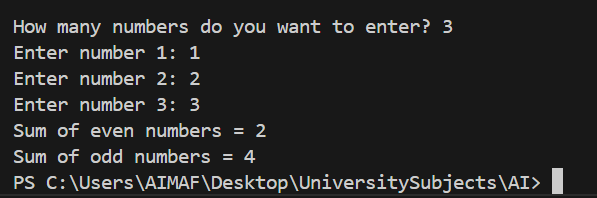 How many numbers do you want to enter? 3
Enter number 1: 1
Enter number 2: 2
Enter number 3: 3
Sum of even numbers = 2
Sum of odd numbers = 4
PS C:\Users\AIMAF\Desktop\UniversitySubjects\AI>